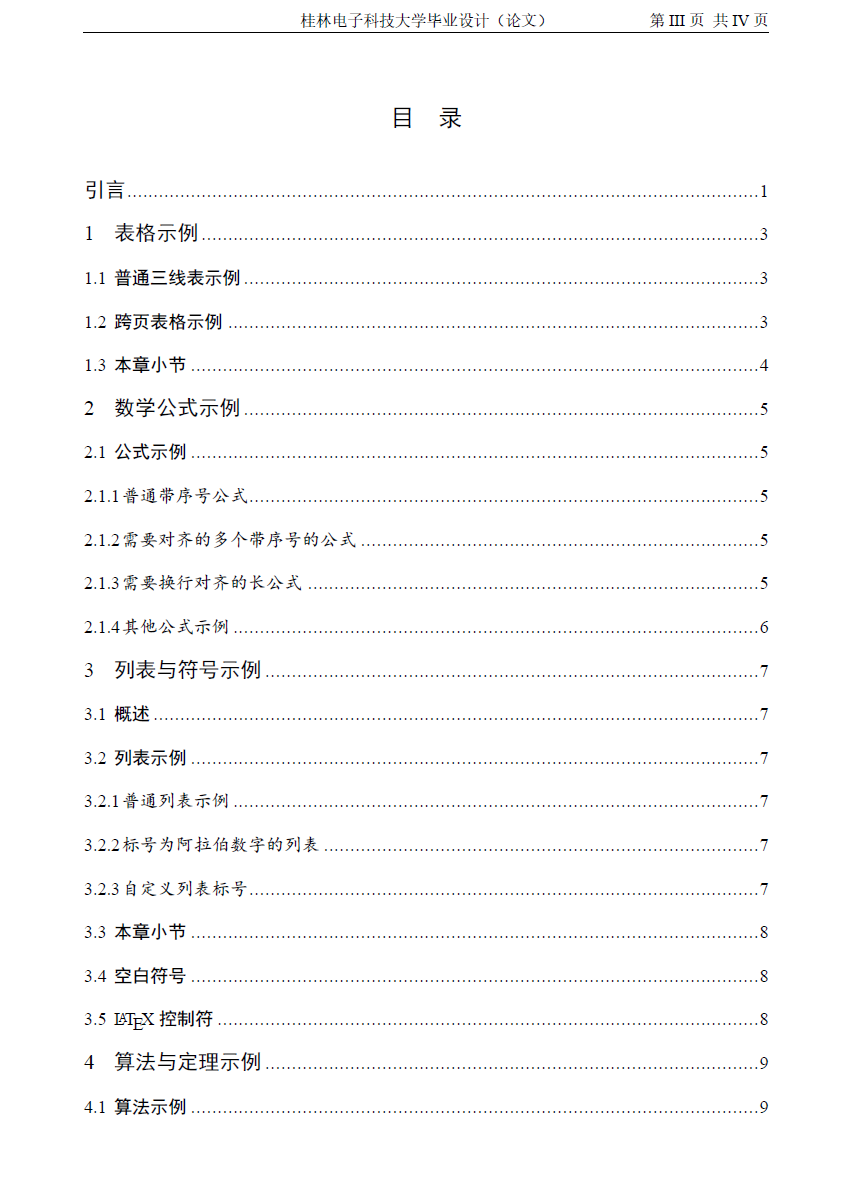 桂林电子科技大学毕业设计（论文） 第 III 页 共 IV 页
目 录
引言........................................1
1 表格示例........................................3
1.1 普通三线表示例........................................3
1.2 跨页表格示例........................................3
1.3 本章小节........................................4
2 数学公式示例........................................5
2.1 公式示例........................................5
2.1.1普通带序号公式........................................5
2.1.2需要对齐的多个带序号的公式........................................5
2.1.3需要换行对齐的长公式........................................5
2.1.4其他公式示例........................................6
3 列表与符号示例........................................7
3.1 概述........................................7
3.2 列表示例........................................7
3.2.1普通列表示例........................................7
3.2.2标号为阿拉伯数字的列表........................................7
3.2.3自定义列表标号........................................7
3.3 本章小节........................................8
3.4 空白符号........................................8
3.5 LATEX 控制符........................................8
4 算法与定理示例........................................9
4.1 算法示例........................................9